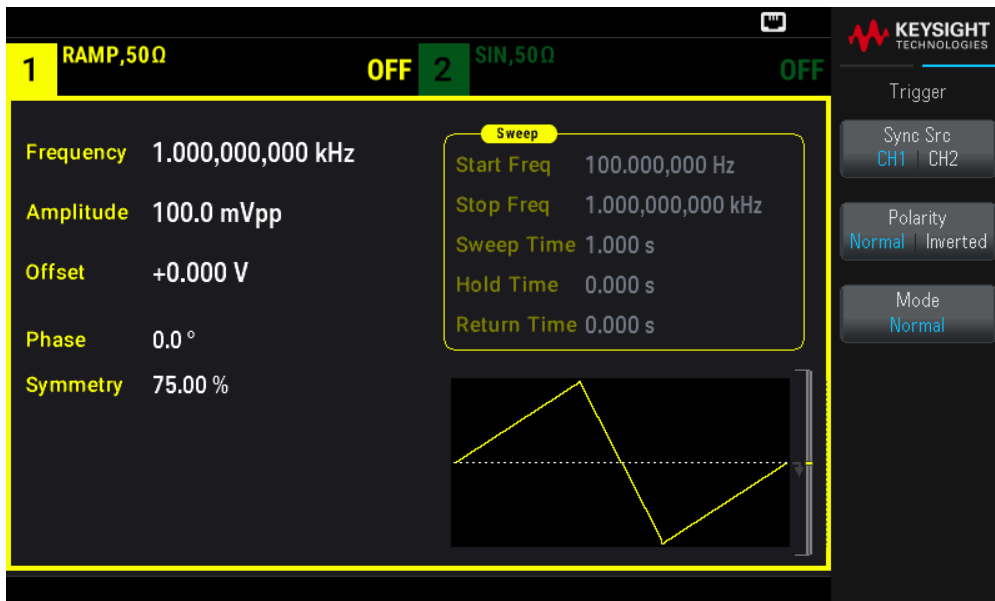 KEYSIGHT
TECHNOLOGIES
1 RAMP,50Ω OFF
2 SIN,50Ω OFF
Frequency 1.000,000,000 kHz
Amplitude 100.0 mVpp
Offset +0.000 V
Phase 0.0 °
Symmetry 75.00 %
Sweep
Start Freq 100.000,000 Hz
Stop Freq 1.000,000,000 kHz
Sweep Time 1.000 s
Hold Time 0.000 s
Return Time 0.000 s
Trigger
Sync Src
CH1 | CH2
Polarity
Normal | Inverted
Mode
Normal